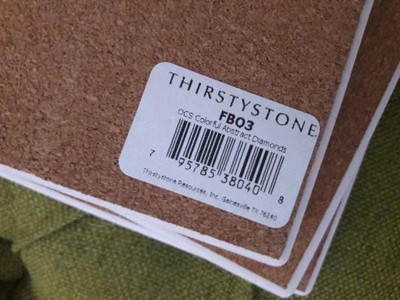 THIRSTYSTONE
FB03
OCS Colorful Abstract Diamonds
7 95785 38040 8
Thirstystone Resources, Inc. Gainesville TX 76240